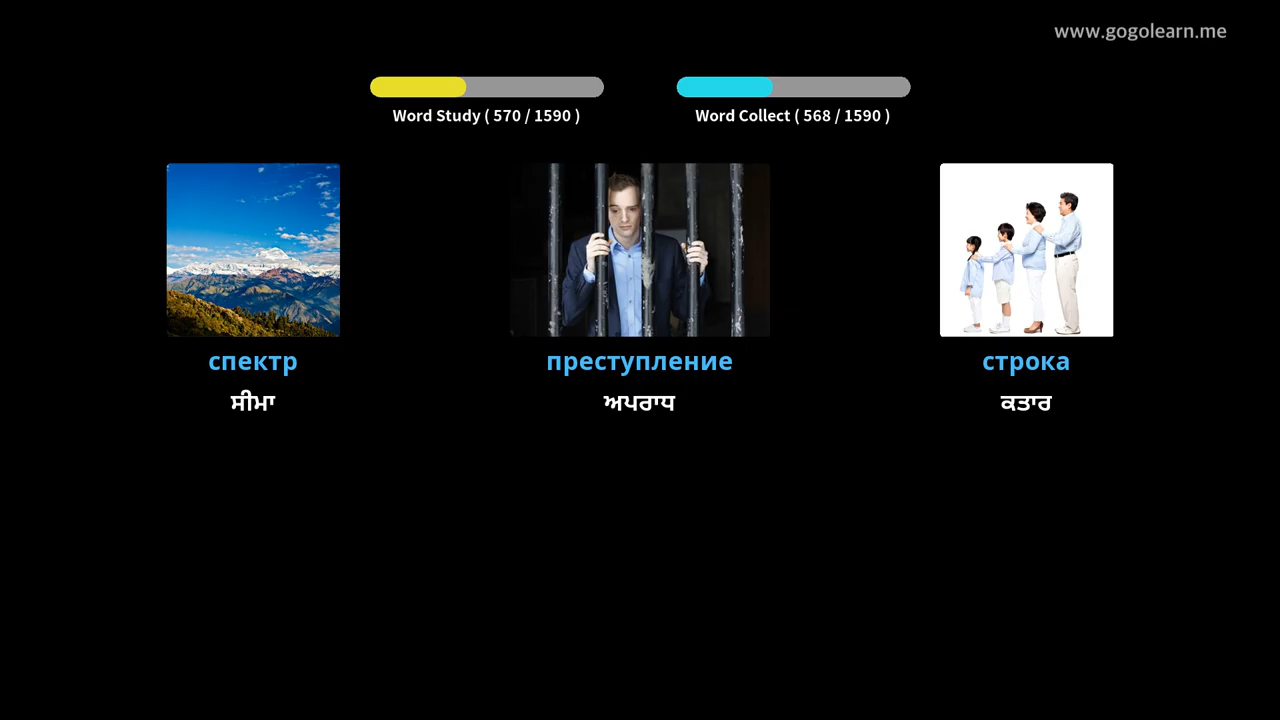 www.gogolearn.me
Word Study ( 570 / 1590 )
Word Collect ( 568 / 1590 )
спектр
преступление
строка
ਸੀਮਾ
ਅਪਰਾਧ
ਕਤਾਰ